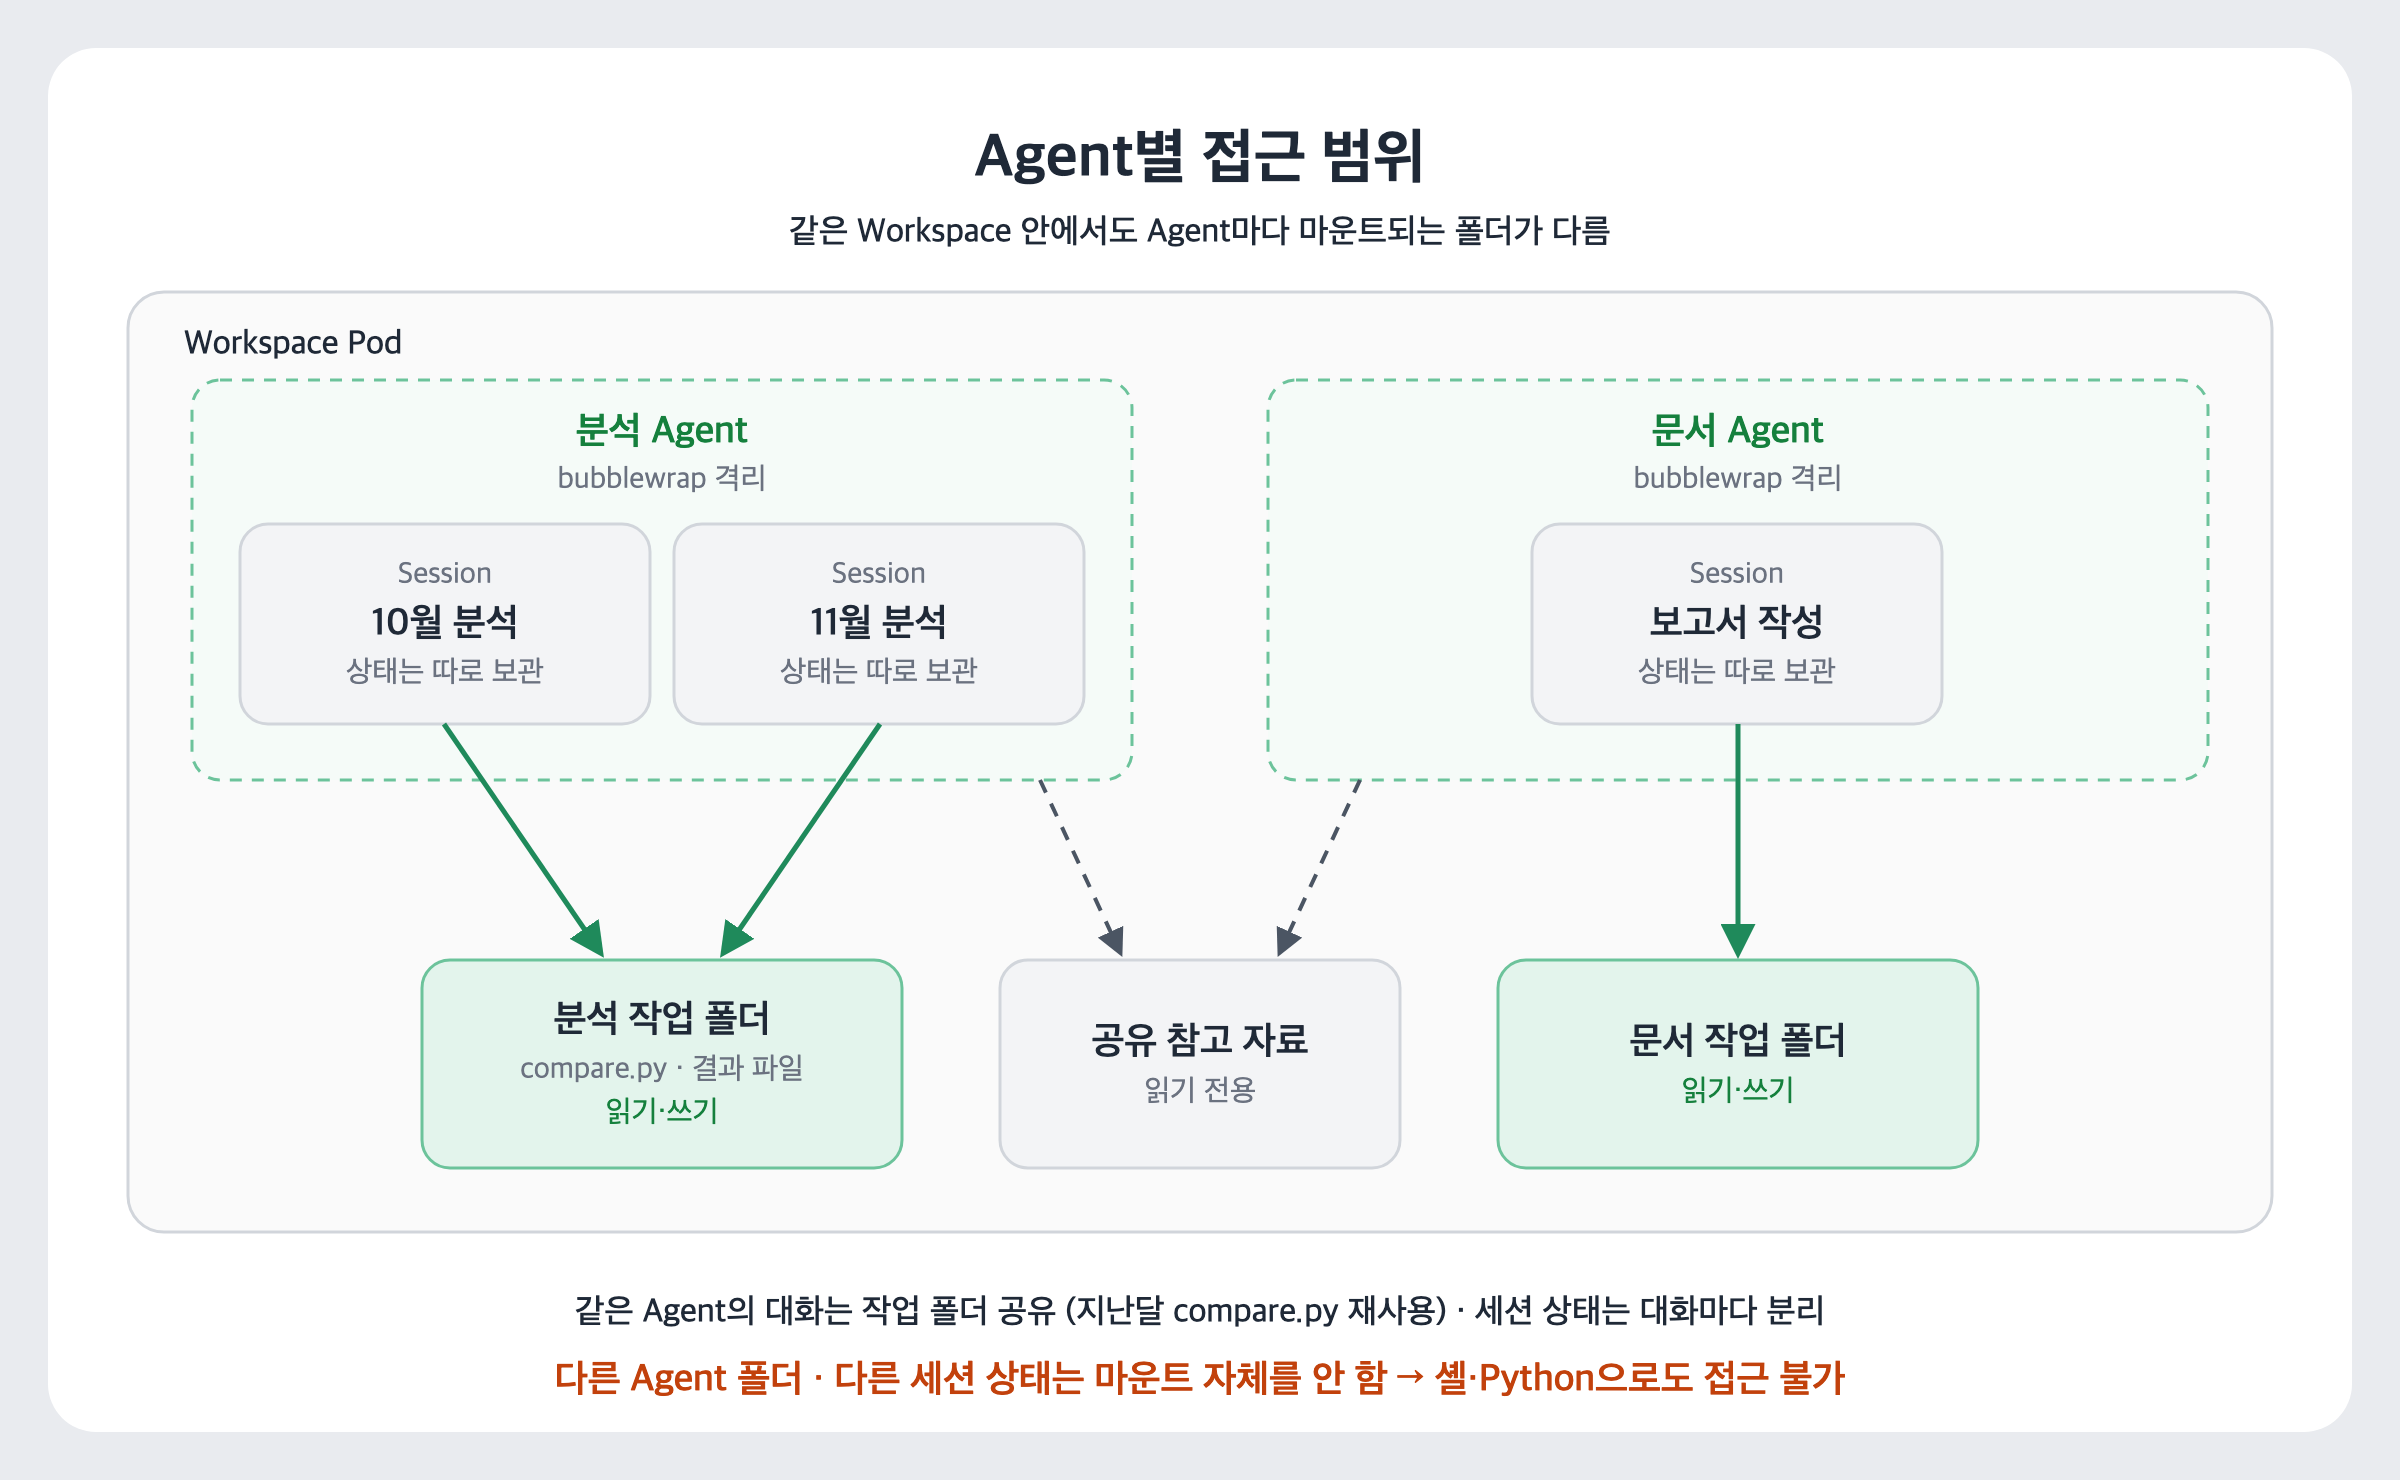 Agent별 접근 범위
같은 Workspace 안에서도 Agent마다 마운트되는 폴더가 다름
Workspace Pod
분석 Agent
bubblewrap 격리
Session
10월 분석
상태는 따로 보관
Session
11월 분석
상태는 따로 보관
문서 Agent
bubblewrap 격리
Session
보고서 작성
상태는 따로 보관
분석 작업 폴더
compare.py · 결과 파일
읽기·쓰기
공유 참고 자료
읽기 전용
문서 작업 폴더
읽기·쓰기
같은 Agent의 대화는 작업 폴더 공유 (지난달 compare.py 재사용) · 세션 상태는 대화마다 분리
다른 Agent 폴더 · 다른 세션 상태는 마운트 자체를 안 함 → 셸·Python으로도 접근 불가